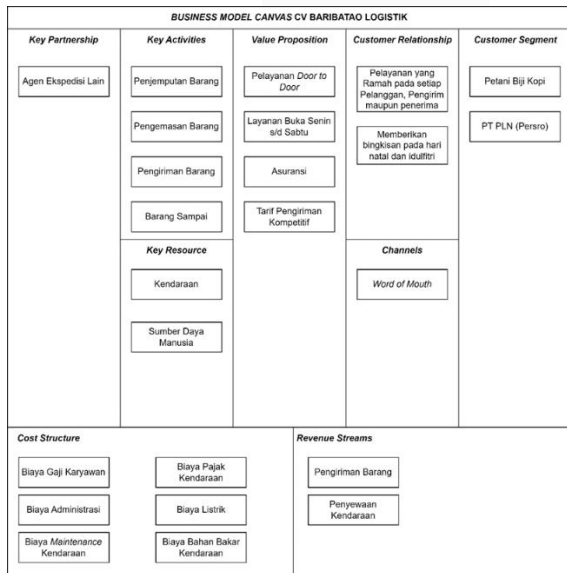 BUSINESS MODEL CANVAS CV BARIBATAO LOGISTIK
Key Partnership
Agen Ekspedisi Lain
Key Activities
Penjemputan Barang
Pengemasan Barang
Pengiriman Barang
Barang Sampai
Key Resource
Kendaraan
Sumber Daya
Manusia
Value Proposition
Pelayanan Door to
Door
Layanan Buka Senin
s/d Sabtu
Asuransi
Tarif Pengiriman
Kompetitif
Customer Relationship
Pelayanan yang
Ramah pada setiap
Pelanggan, Pengirim
maupun penerima
Memberikan
bingkisan pada hari
natal dan idulfitri
Channels
Word of Mouth
Customer Segment
Petani Biji Kopi
PT PLN (Persro)
Cost Structure
Biaya Gaji Karyawan
Biaya Administrasi
Biaya Maintenance
Kendaraan
Biaya Pajak
Kendaraan
Biaya Listrik
Biaya Bahan Bakar
Kendaraan
Revenue Streams
Pengiriman Barang
Penyewaan
Kendaraan